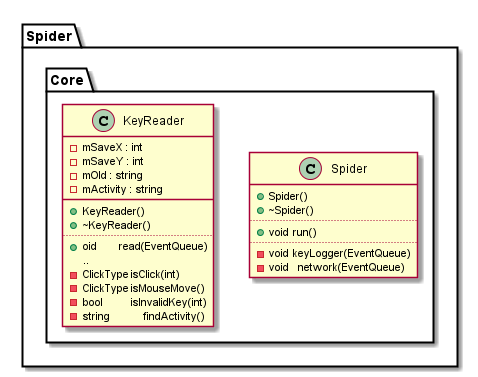 Spider
Core
C KeyReader
mSaveX : int
mSaveY : int
mOld : string
mActivity : string
KeyReader()
~KeyReader()
oid read(EventQueue)
..
ClickType isClick(int)
ClickType isMouseMove()
bool isInvalidKey(int)
string findActivity()
C Spider
Spider()
~Spider()
void run()
void keyLogger(EventQueue)
void network(EventQueue)